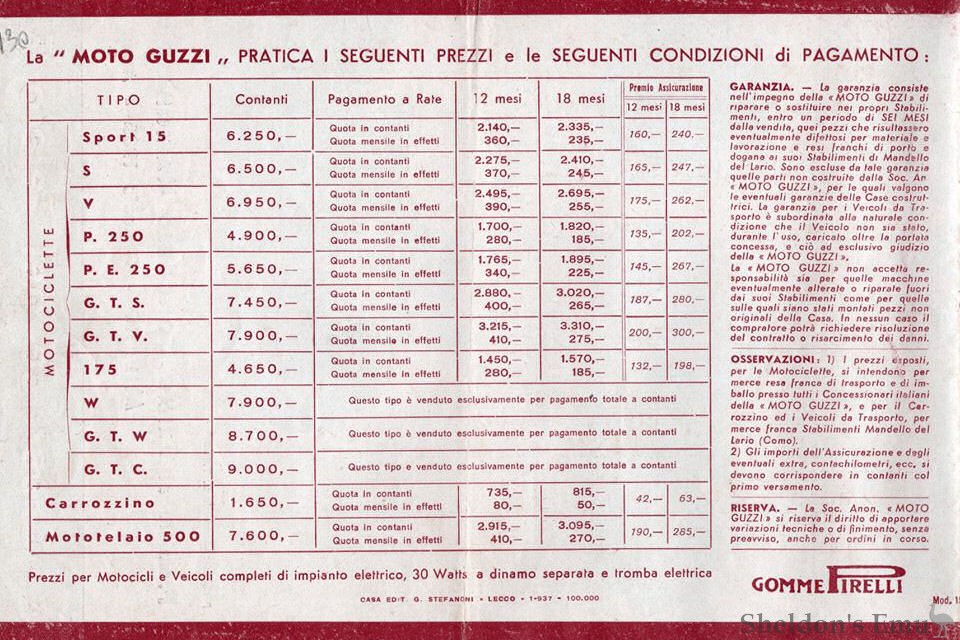 130
La " MOTO GUZZI „ PRATICA I SEGUENTI PREZZI e le SEGUENTI CONDIZIONI di PAGAMENTO :
TIPO Contanti Pagamento a Rate 12 mesi 18 mesi Premio Assicurazione
12 mesi 18 mesi
MOTOCICLETTE
Sport 15 6.250,— Quota in contanti 2.140,— 2.335,— 160,— 240,—
Quota mensile in effetti 360,— 235,—
S 6.500,— Quota in contanti 2.275,— 2.410,— 165,— 247,—
Quota mensile in effetti 370,— 245,—
V 6.950,— Quota in contanti 2.495,— 2.695,— 175,— 262,—
Quota mensile in effetti 390,— 255,—
P. 250 4.900,— Quota in contanti 1.700,— 1.820,— 135,— 202,—
Quota mensile in effetti 280,— 185,—
P. E. 250 5.650,— Quota in contanti 1.765,— 1.895,— 145,— 267,—
Quota mensile in effetti 340,— 225,—
G. T. S. 7.450,— Quota in contanti 2.880,— 3.020,— 187,— 280,—
Quota mensile in effetti 400,— 265,—
G. T. V. 7.900,— Quota in contanti 3.215,— 3.310,— 200,— 300,—
Quota mensile in effetti 410,— 275,—
175 4.650,— Quota in contanti 1.450,— 1.570,— 132,— 198,—
Quota mensile in effetti 280,— 185,—
W 7.900,— Questo tipo è venduto esclusivamente per pagamento totale a contanti
G. T. W 8.700,— Questo tipo è venduto esclusivamente per pagamento totale a contanti
G. T. C. 9.000,— Questo tipo e venduto esclusivamente per pagamento totale a contanti
Carrozzino 1.650,— Quota in contanti 735,— 815,— 42,— 63,—
Quota mensile in effetti 80,— 50,—
Mototelaio 500 7.600,— Quota in contanti 2.915,— 3.095,— 190,— 285,—
Quota mensile in effetti 410,— 270,—
Prezzi per Motocicli e Veicoli completi di impianto elettrico, 30 Watts a dinamo separata e tromba elettrica
CASA EDIT. G. STEFANONI - LECCO - 1-937 - 100.000
GARANZIA. — La garanzia consiste
nell'impegno della «MOTO GUZZI» di
riparare o sostituire nei propri Stabili-
menti, entro un periodo di SEI MESI
dalla vendita, quei pezzi che risultassero
eventualmente difettosi per materiale e
lavorazione e resi franchi di porto e
dogana ai suoi Stabilimenti di Mandello
del Lario. Sono escluse da tale garanzia
quelle parti non costruite dalla Soc. An.
«MOTO GUZZI», per le quali valgono
le eventuali garanzie delle Case costrut-
trici. La garanzia per i Veicoli da Tra-
sporto è subordinata alla naturale con-
dizione che il Veicolo non sia stato,
durante l'uso, caricato oltre la portata
concessa, e ciò ad esclusivo giudizio
della «MOTO GUZZI».
La «MOTO GUZZI» non accetta re-
sponsabilità sia per quelle macchine
eventualmente alterate o riparate fuori
dai suoi Stabilimenti come per quelle
sulle quali siano stati montati pezzi non
originali della Casa. In nessun caso il
compratore potrà richiedere risoluzione
del contratto o risarcimento dei danni.
OSSERVAZIONI: 1) I prezzi esposti,
per le Motociclette, si intendono per
merce resa franca di trasporto e di im-
ballo presso tutti i Concessionari italiani
della «MOTO GUZZI», e per il Car-
rozzino ed i Veicoli da Trasporto, per
merce franca Stabilimenti Mandello del
Lario (Como).
2) Gli importi dell'Assicurazione e degli
eventuali extra, contachilometri, ecc. si
devono corrispondere in contanti col
primo versamento.
RISERVA. — La Soc. Anon. «MOTO
GUZZI» si riserva il diritto di apportare
variazioni tecniche o di finimento, senza
preavviso, anche per ordini in corso.
GOMME PIRELLI
Mod.
Sheldon's Emu